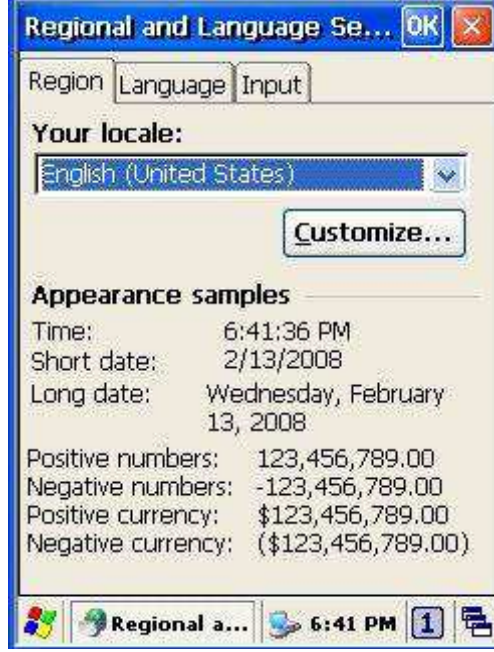 Regional and Language Se... OK
Region Language Input
Your locale:
English (United States)
Customize...
Appearance samples
Time: 6:41:36 PM
Short date: 2/13/2008
Long date: Wednesday, February
13, 2008
Positive numbers: 123,456,789.00
Negative numbers: -123,456,789.00
Positive currency: $123,456,789.00
Negative currency: ($123,456,789.00)
Regional a... 6:41 PM 1